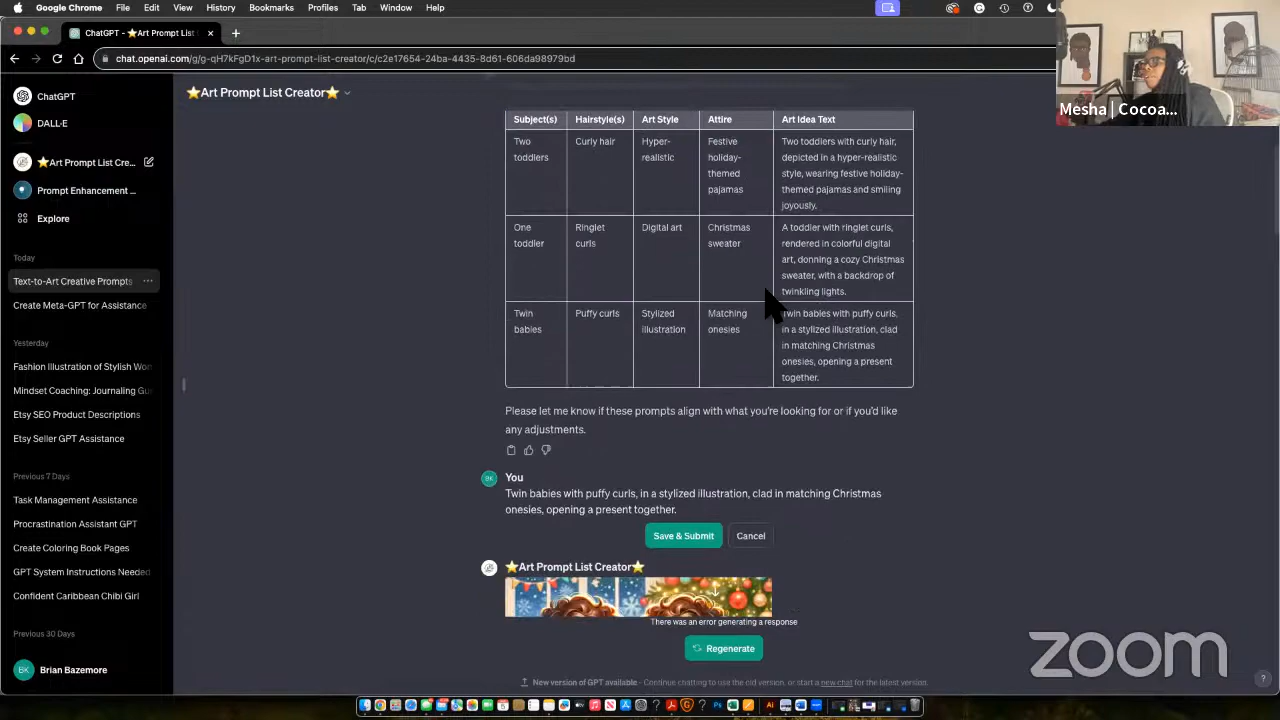 Google Chrome File Edit View History Bookmarks Profiles Tab Window Help
ChatGPT - ⭐Art Prompt List
chat.openai.com/g/g-qH7kFgD1x-art-prompt-list-creator/c/c2e17654-24ba-4435-8d61-606da98979bd
Mesha | Cocoa...
ChatGPT
DALL·E
⭐Art Prompt List Cre...
Prompt Enhancement ...
Explore
Today
Text-to-Art Creative Prompts
Create Meta-GPT for Assistance
Yesterday
Fashion Illustration of Stylish Wom
Mindset Coaching: Journaling Gu
Etsy SEO Product Descriptions
Etsy Seller GPT Assistance
Previous 7 Days
Task Management Assistance
Procrastination Assistant GPT
Create Coloring Book Pages
GPT System Instructions Needed
Confident Caribbean Chibi Girl
Previous 30 Days
BK Brian Bazemore
⭐Art Prompt List Creator⭐
Subject(s) Hairstyle(s) Art Style Attire Art Idea Text
Two Curly hair Hyper- Festive Two toddlers with curly hair,
toddlers realistic holiday- depicted in a hyper-realistic
themed style, wearing festive holiday-
pajamas themed pajamas and smiling
joyously.
One Ringlet Digital art Christmas A toddler with ringlet curls,
toddler curls sweater rendered in colorful digital
art, donning a cozy Christmas
sweater, with a backdrop of
twinkling lights.
Twin Puffy curls Stylized Matching Twin babies with puffy curls,
babies illustration onesies in a stylized illustration, clad
in matching Christmas
onesies, opening a present
together.
Please let me know if these prompts align with what you're looking for or if you'd like
any adjustments.
BK You
Twin babies with puffy curls, in a stylized illustration, clad in matching Christmas
onesies, opening a present together.
Save & Submit Cancel
⭐Art Prompt List Creator⭐
There was an error generating a response
Regenerate
New version of GPT available - Continue chatting to use the old version, or start a new chat for the latest version.
?
zoom